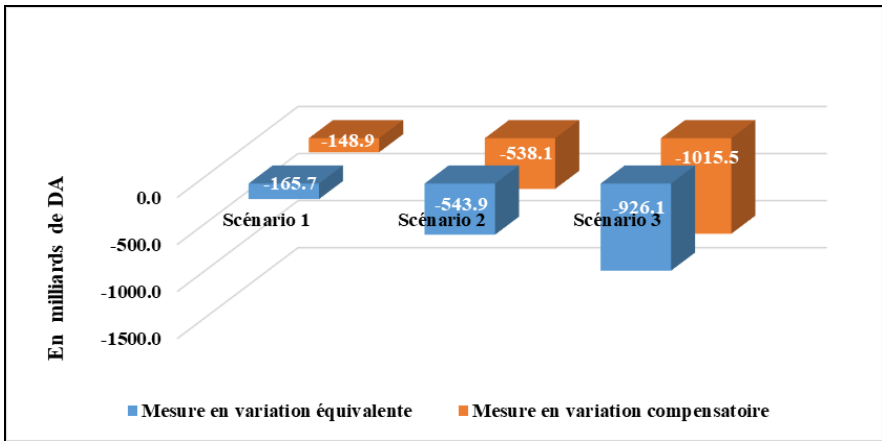 -148.9
-538.1
-1015.5
-165.7
-543.9
-926.1
0.0
-500.0
-1000.0
-1500.0
Scénario 1
Scénario 2
Scénario 3
En milliards de DA
Mesure en variation équivalente
Mesure en variation compensatoire